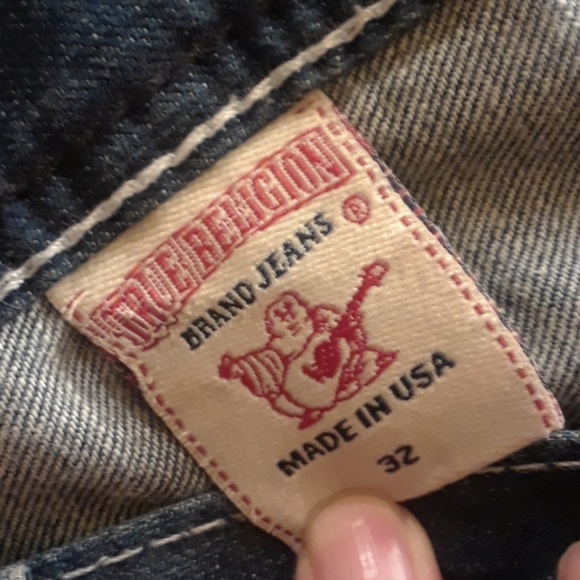 TRUE RELIGION
®
BRAND JEANS
MADE IN USA
32